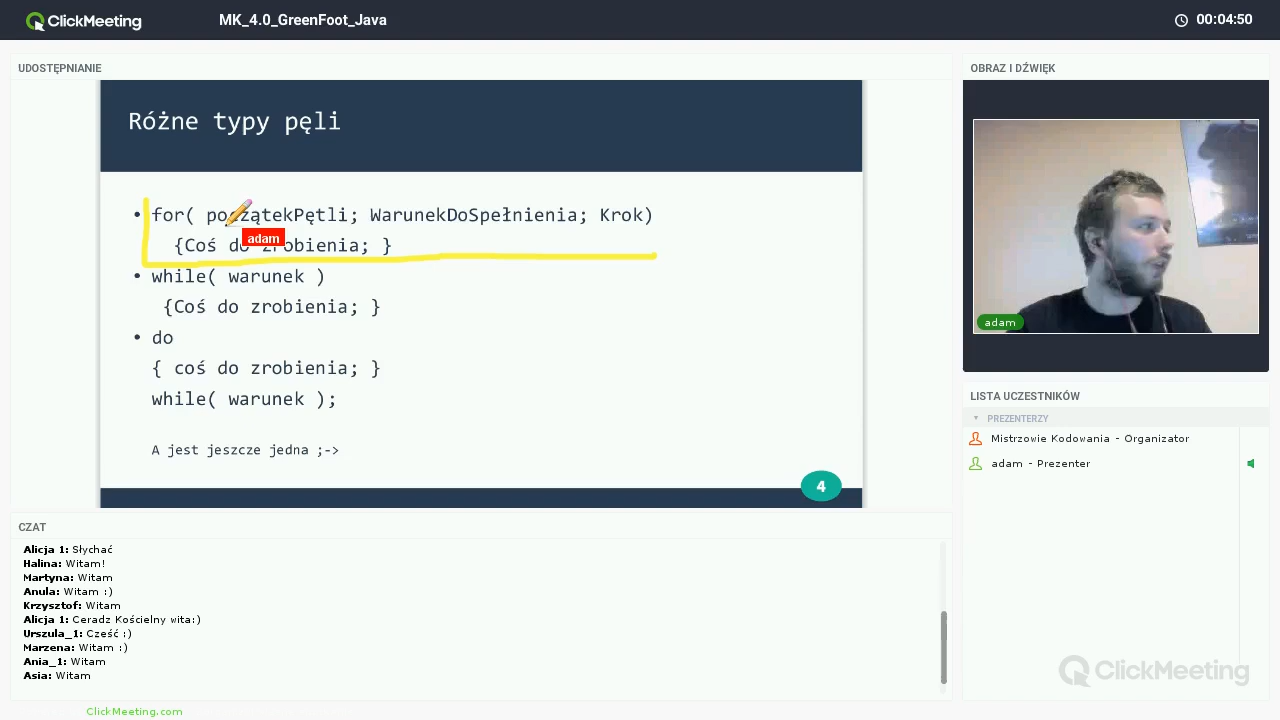 ClickMeeting
MK_4.0_GreenFoot_Java
00:04:50
UDOSTĘPNIANIE
Różne typy pęli
• for( początekPętli; WarunekDoSpełnienia; Krok)
adam
{Coś do zrobienia; }
• while( warunek )
{Coś do zrobienia; }
• do
{ coś do zrobienia; }
while( warunek );
A jest jeszcze jedna ;->
4
OBRAZ I DŹWIĘK
adam
LISTA UCZESTNIKÓW
PREZENTERZY
Mistrzowie Kodowania - Organizator
adam - Prezenter
CZAT
Alicja 1: Słychać
Halina: Witam!
Martyna: Witam
Anula: Witam :)
Krzysztof: Witam
Alicja 1: Ceradz Kościelny wita:)
Urszula_1: Cześć :)
Marzena: Witam :)
Ania_1: Witam
Asia: Witam
ClickMeeting
ClickMeeting.com